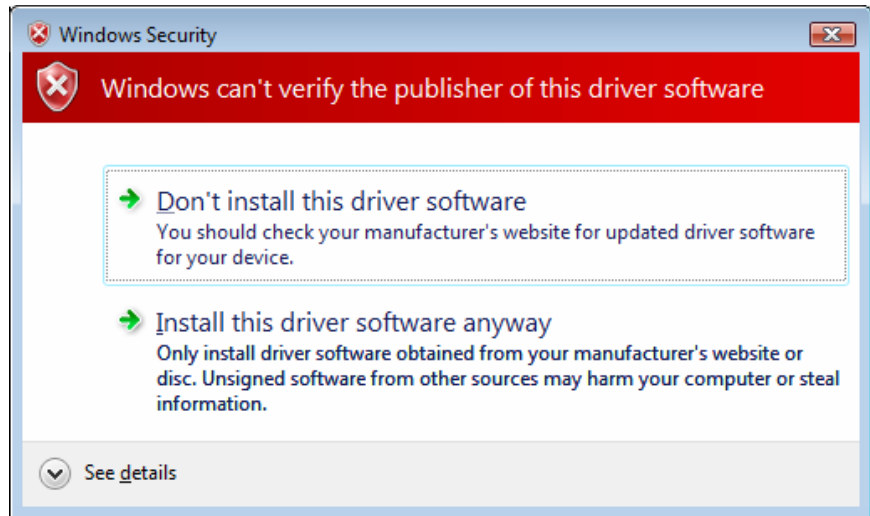 Windows Security
Windows can't verify the publisher of this driver software
Don't install this driver software
You should check your manufacturer's website for updated driver software
for your device.
Install this driver software anyway
Only install driver software obtained from your manufacturer's website or
disc. Unsigned software from other sources may harm your computer or steal
information.
See details